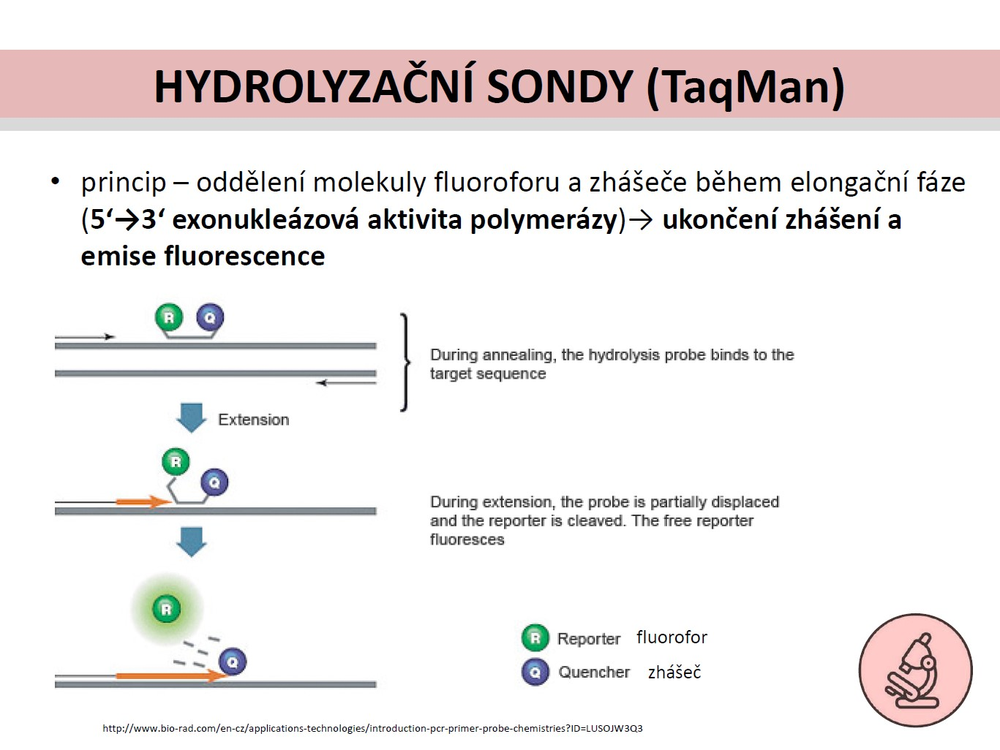 HYDROLYZAČNÍ SONDY (TaqMan)
• princip – oddělení molekuly fluoroforu a zhášeče během elongační fáze
(5‘→3‘ exonukleázová aktivita polymerázy)→ ukončení zhášení a
emise fluorescence
R Q
During annealing, the hydrolysis probe binds to the
target sequence
Extension
R
Q
During extension, the probe is partially displaced
and the reporter is cleaved. The free reporter
fluoresces
R
Q
R Reporter fluorofor
Q Quencher zhášeč
http://www.bio-rad.com/en-cz/applications-technologies/introduction-pcr-primer-probe-chemistries?ID=LUSOJW3Q3